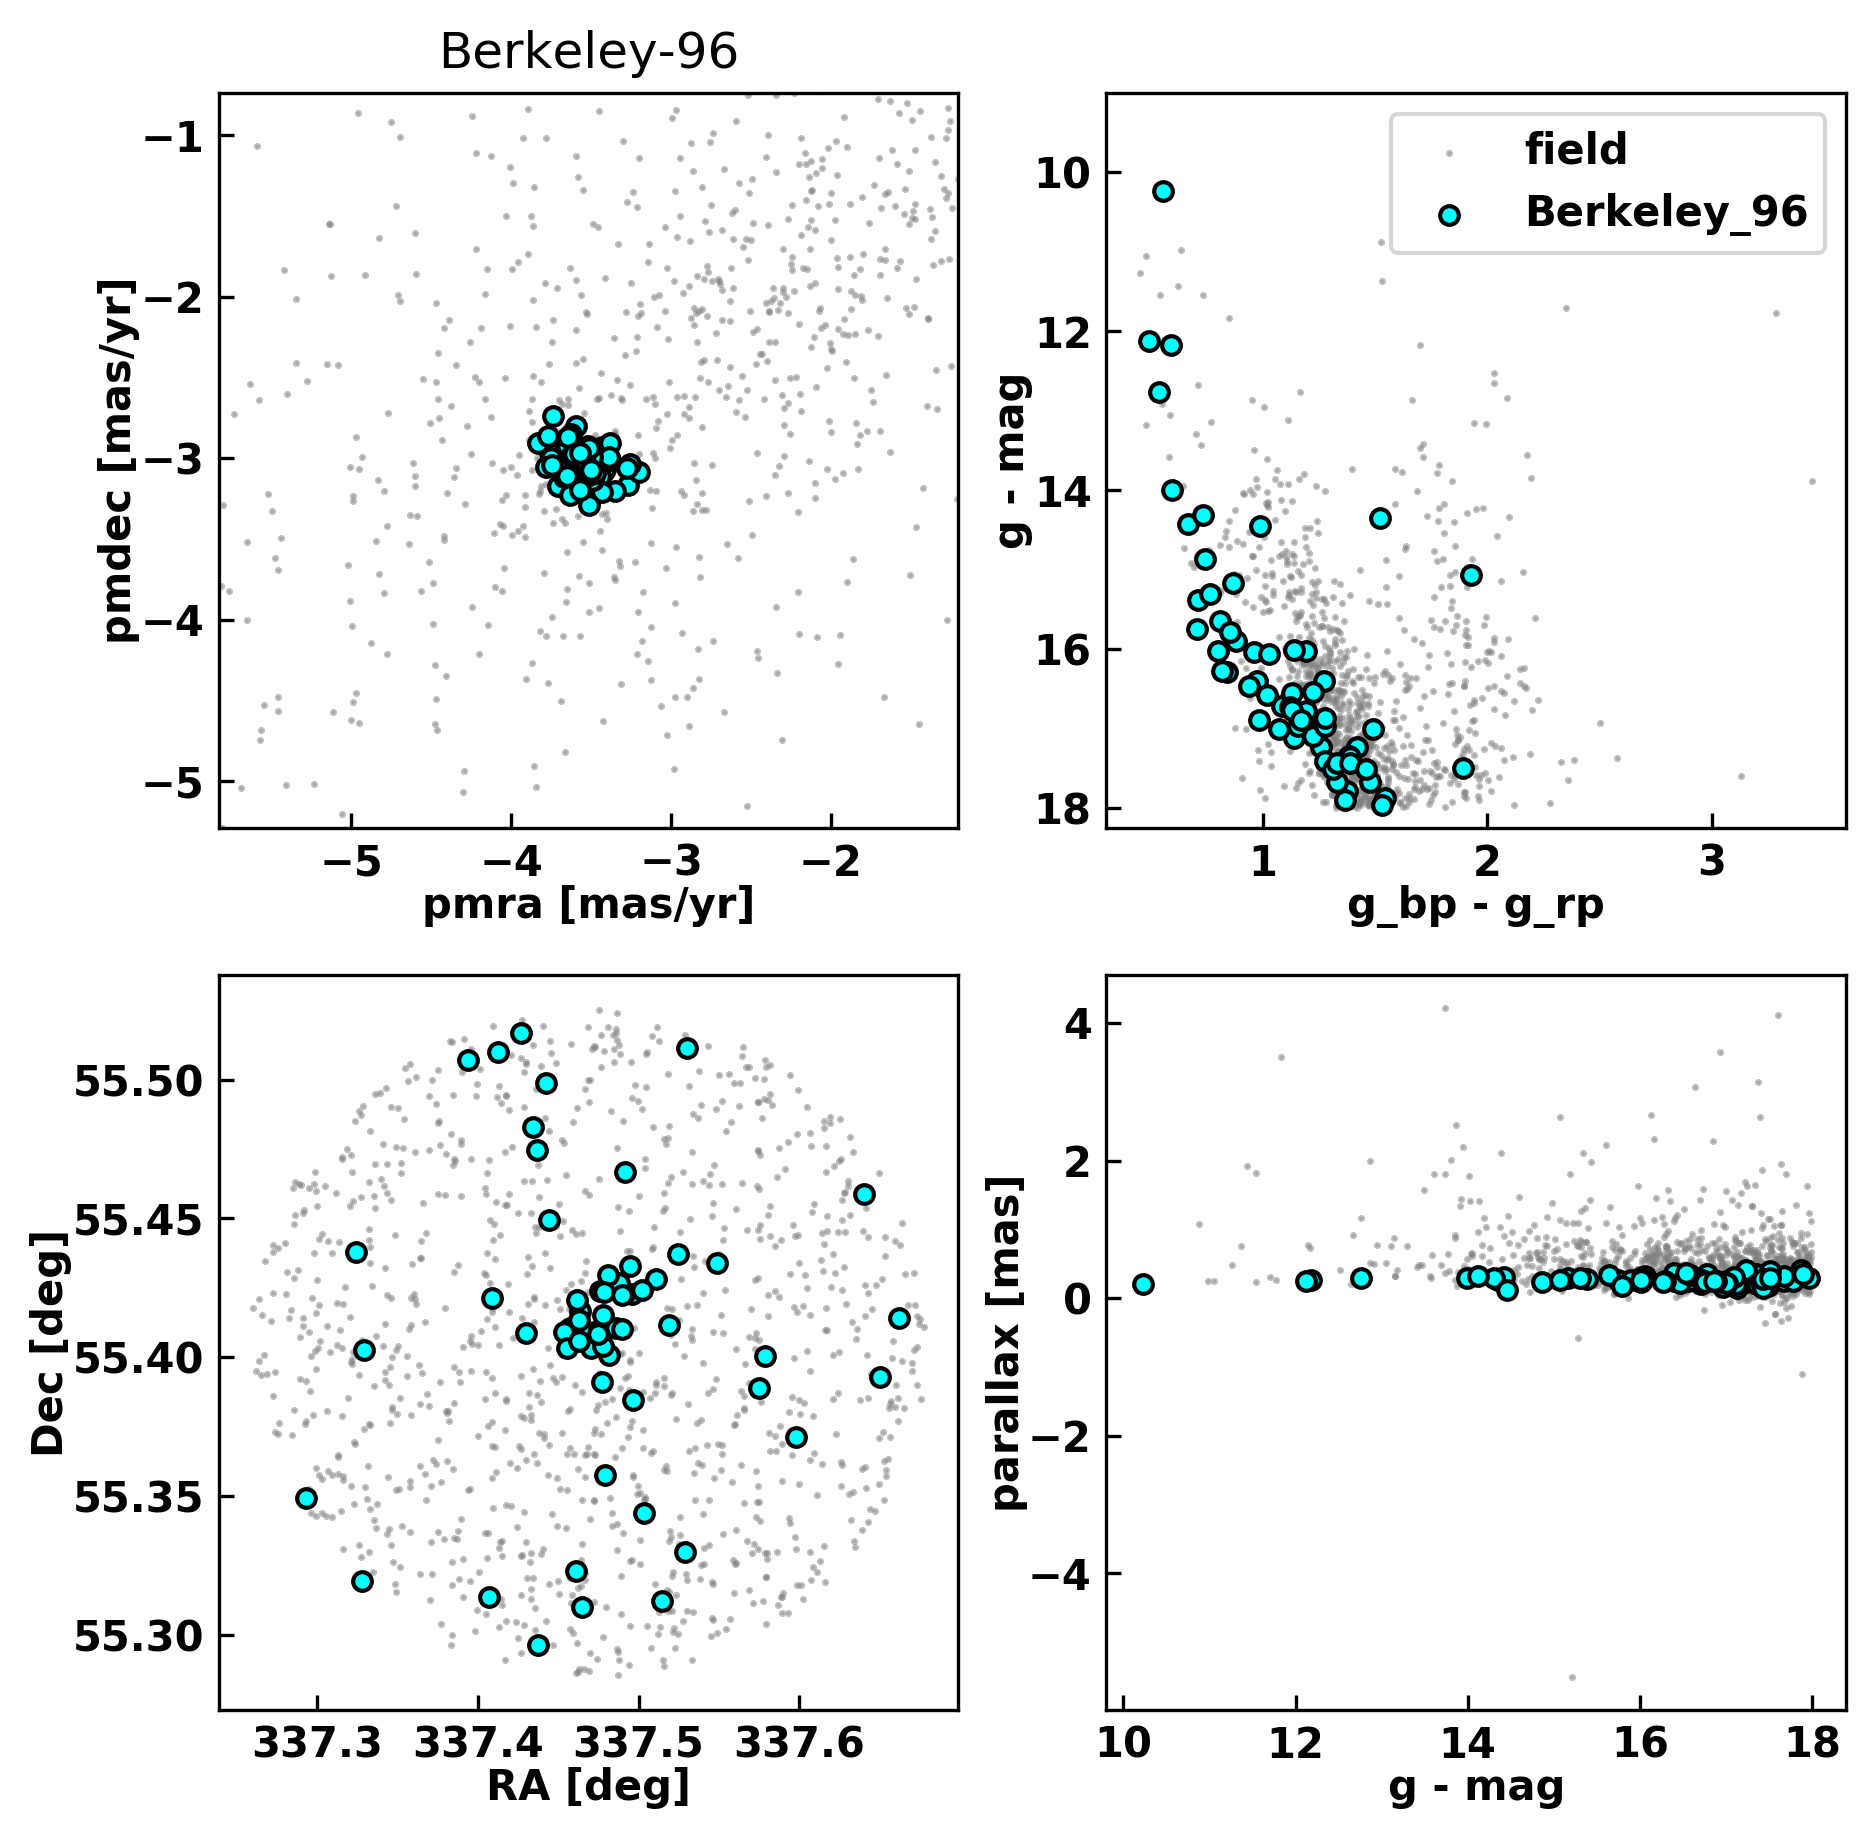 Berkeley-96
−1
−2
−3
−4
−5
pmdec [mas/yr]
−5 −4 −3 −2
pmra [mas/yr]
field
Berkeley_96
10
12
14
16
18
g - mag
1 2 3
g_bp - g_rp
55.50
55.45
55.40
55.35
55.30
Dec [deg]
337.3 337.4 337.5 337.6
RA [deg]
4
2
0
−2
−4
parallax [mas]
10 12 14 16 18
g - mag